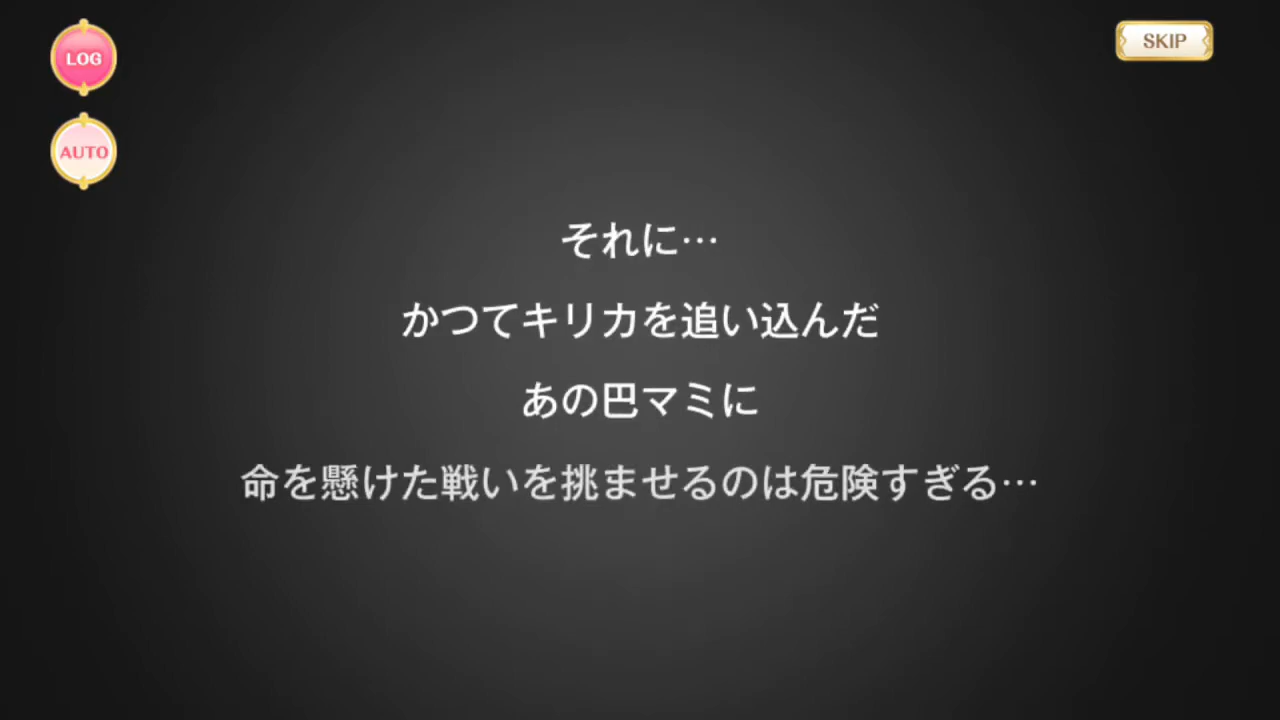 LOG
SKIP
AUTO
それに…
かつてキリカを追い込んだ
あの巴マミに
命を懸けた戦いを挑ませるのは危険すぎる…